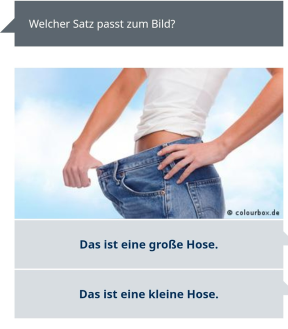 Welcher Satz passt zum Bild?
© colourbox.de
Das ist eine große Hose.
Das ist eine kleine Hose.